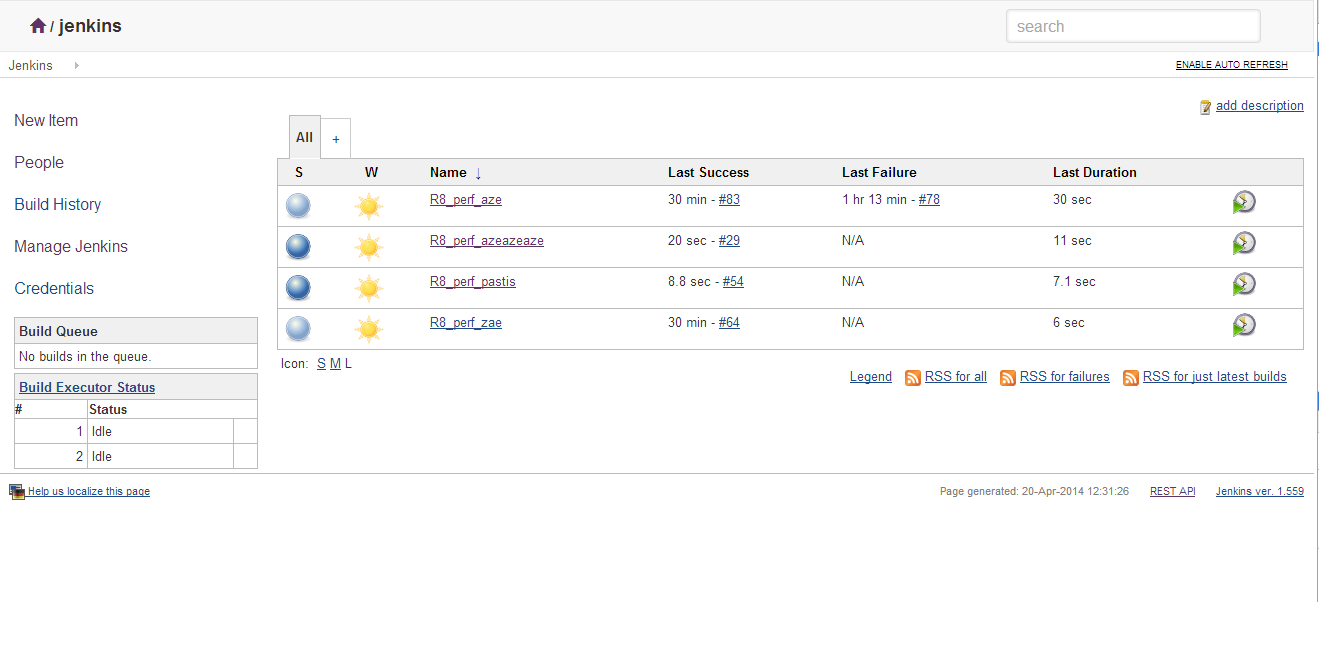 / jenkins
search
Jenkins
ENABLE AUTO REFRESH
add description
New Item
People
Build History
Manage Jenkins
Credentials
Build Queue
No builds in the queue.
Build Executor Status
# Status
1 Idle
2 Idle
All +
S W Name ↓ Last Success Last Failure Last Duration
R8_perf_aze 30 min - #83 1 hr 13 min - #78 30 sec
R8_perf_azeazeaze 20 sec - #29 N/A 11 sec
R8_perf_pastis 8.8 sec - #54 N/A 7.1 sec
R8_perf_zae 30 min - #64 N/A 6 sec
Icon: S M L
Legend RSS for all RSS for failures RSS for just latest builds
Help us localize this page
Page generated: 20-Apr-2014 12:31:26 REST API Jenkins ver. 1.559